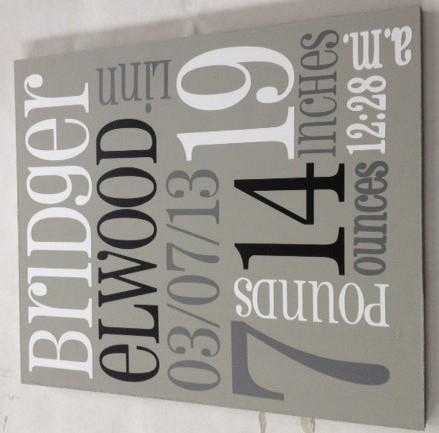 Bridger
eLWOOD
Linn
03/07/13
19
inches
7
Pounds
14
ounces
12:28
a.m.